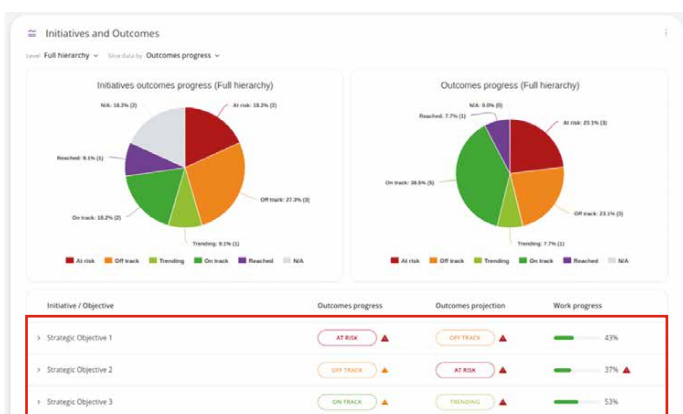 Initiatives and Outcomes
Level Full hierarchy Slice data by Outcomes progress
Initiatives outcomes progress (Full hierarchy)
N/A: 18.2% (2)
At risk: 18.2% (2)
Reached: 9.1% (1)
Off track: 27.3% (3)
On track: 18.2% (2)
Trending: 9.1% (1)
At risk Off track Trending On track Reached N/A
Outcomes progress (Full hierarchy)
N/A: 0.0% (0)
Reached: 7.7% (1)
At risk: 23.1% (3)
On track: 38.5% (5)
Off track: 23.1% (3)
Trending: 7.7% (1)
At risk Off track Trending On track Reached N/A
Initiative / Objective Outcomes progress Outcomes projection Work progress
Strategic Objective 1 AT RISK OFF TRACK 43%
Strategic Objective 2 OFF TRACK AT RISK 37%
Strategic Objective 3 ON TRACK TRENDING 53%